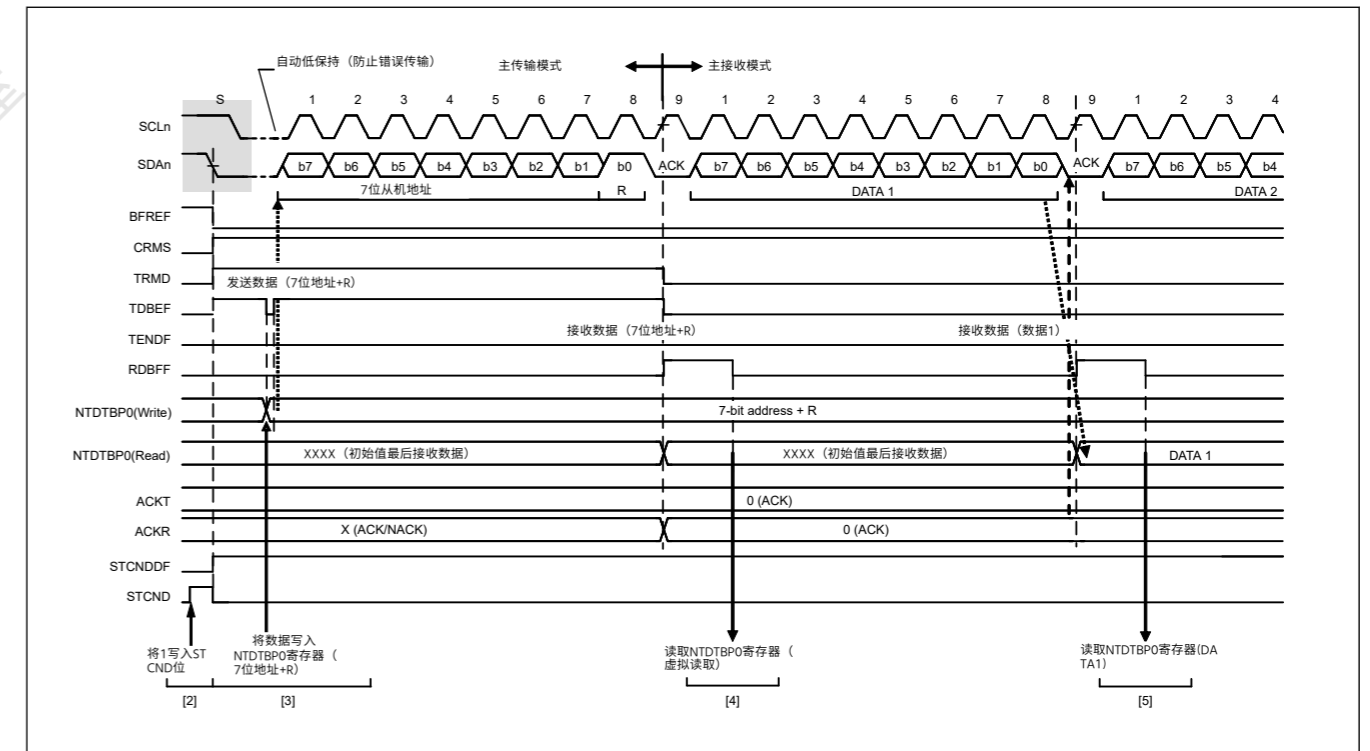 自动低保持（防止错误传输）
主传输模式
主接收模式
S 1 2 3 4 5 6 7 8 9 1 2 3 4 5 6 7 8 9 1 2 3 4
SCLn
SDAn b7 b6 b5 b4 b3 b2 b1 b0 ACK b7 b6 b5 b4 b3 b2 b1 b0 ACK b7 b6 b5 b4
7位从机地址 R DATA 1 DATA 2
BFREF
CRMS
TRMD
发送数据（7位地址+R）
TDBEF
接收数据（7位地址+R） 接收数据（数据1）
TENDF
RDBFF
NTDTBP0(Write) 7-bit address + R
NTDTBP0(Read) XXXX（初始值最后接收数据） XXXX（初始值最后接收数据） DATA 1
ACKT 0 (ACK)
ACKR X (ACK/NACK) 0 (ACK)
STCNDDF
STCND
将1写入ST
CND位
将数据写入
NTDTBP0寄存器（
7位地址+R）
读取NTDTBP0寄存器（
虚拟读取）
读取NTDTBP0寄存器(DA
TA1）
[2] [3] [4] [5]